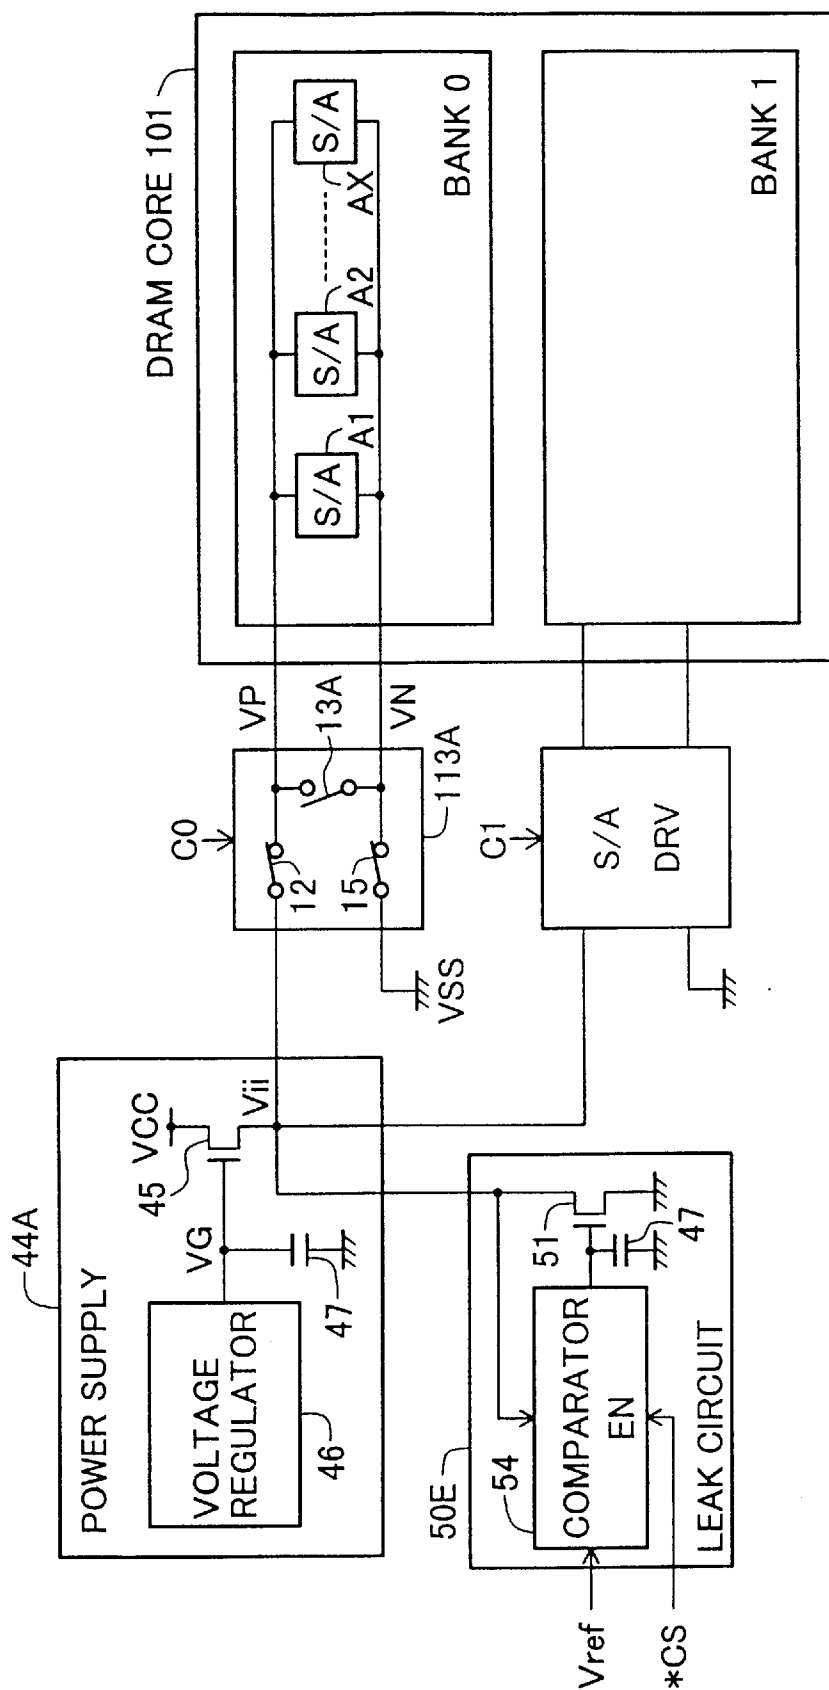 44A
POWER SUPPLY
VOLTAGE
REGULATOR
46
VG
47
45
VCC
Vii
50E
54
COMPARATOR
EN
51
47
LEAK CIRCUIT
Vref
*CS
C0
12
15
VSS
VP
13A
VN
113A
C1
S/A
DRV
DRAM CORE 101
S/A
A1
S/A
A2
S/A
AX
BANK 0
BANK 1